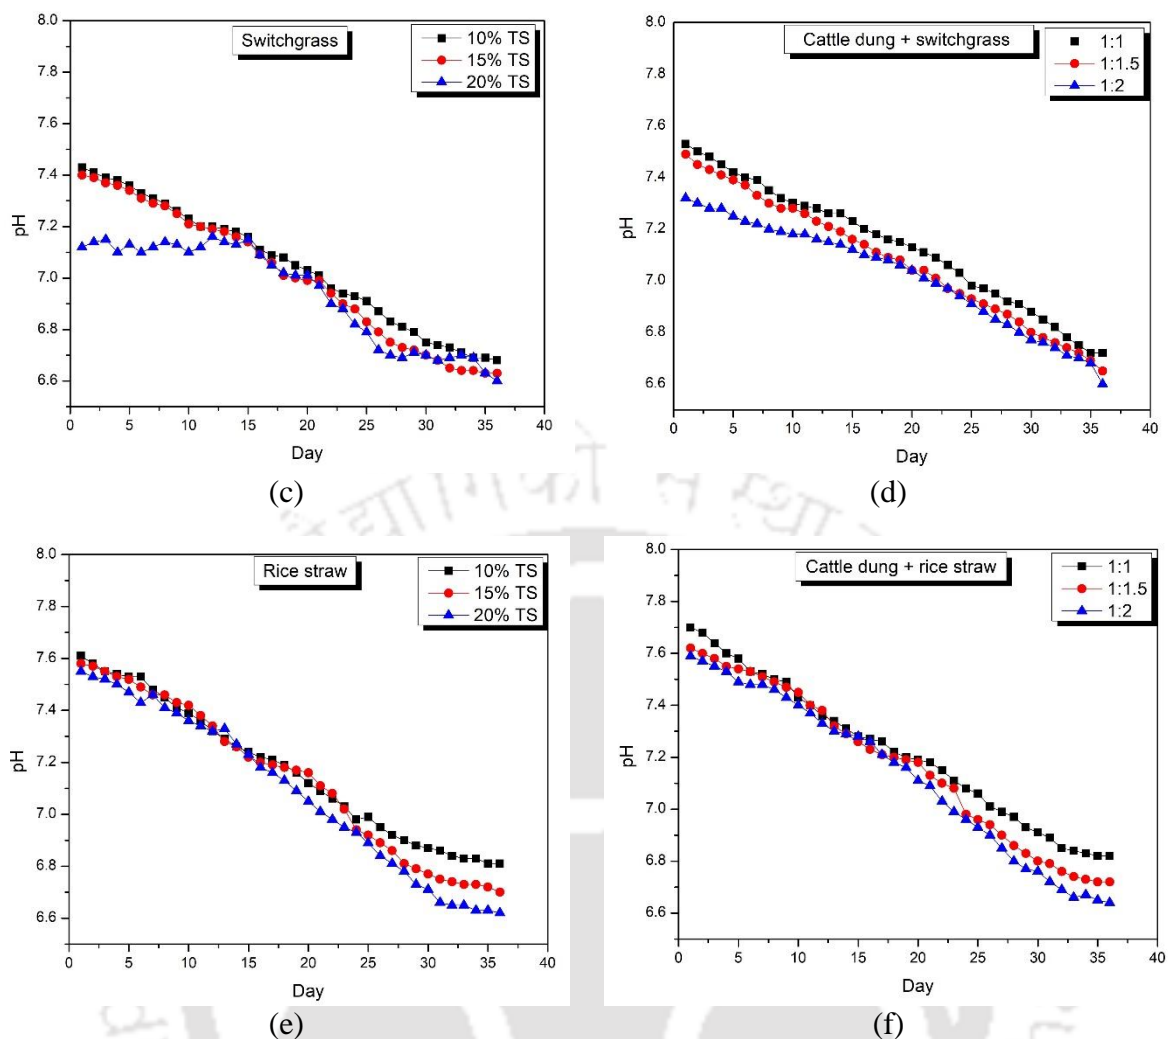 Switchgrass
10% TS
15% TS
20% TS
8.0
7.8
7.6
7.4
7.2
7.0
6.8
6.6
pH
0 5 10 15 20 25 30 35 40
Day
(c)
Cattle dung + switchgrass
1:1
1:1.5
1:2
8.0
7.8
7.6
7.4
7.2
7.0
6.8
6.6
pH
0 5 10 15 20 25 30 35 40
Day
(d)
Rice straw
10% TS
15% TS
20% TS
8.0
7.8
7.6
7.4
7.2
7.0
6.8
6.6
pH
0 5 10 15 20 25 30 35 40
Day
(e)
Cattle dung + rice straw
1:1
1:1.5
1:2
8.0
7.8
7.6
7.4
7.2
7.0
6.8
6.6
pH
0 5 10 15 20 25 30 35 40
Day
(f)